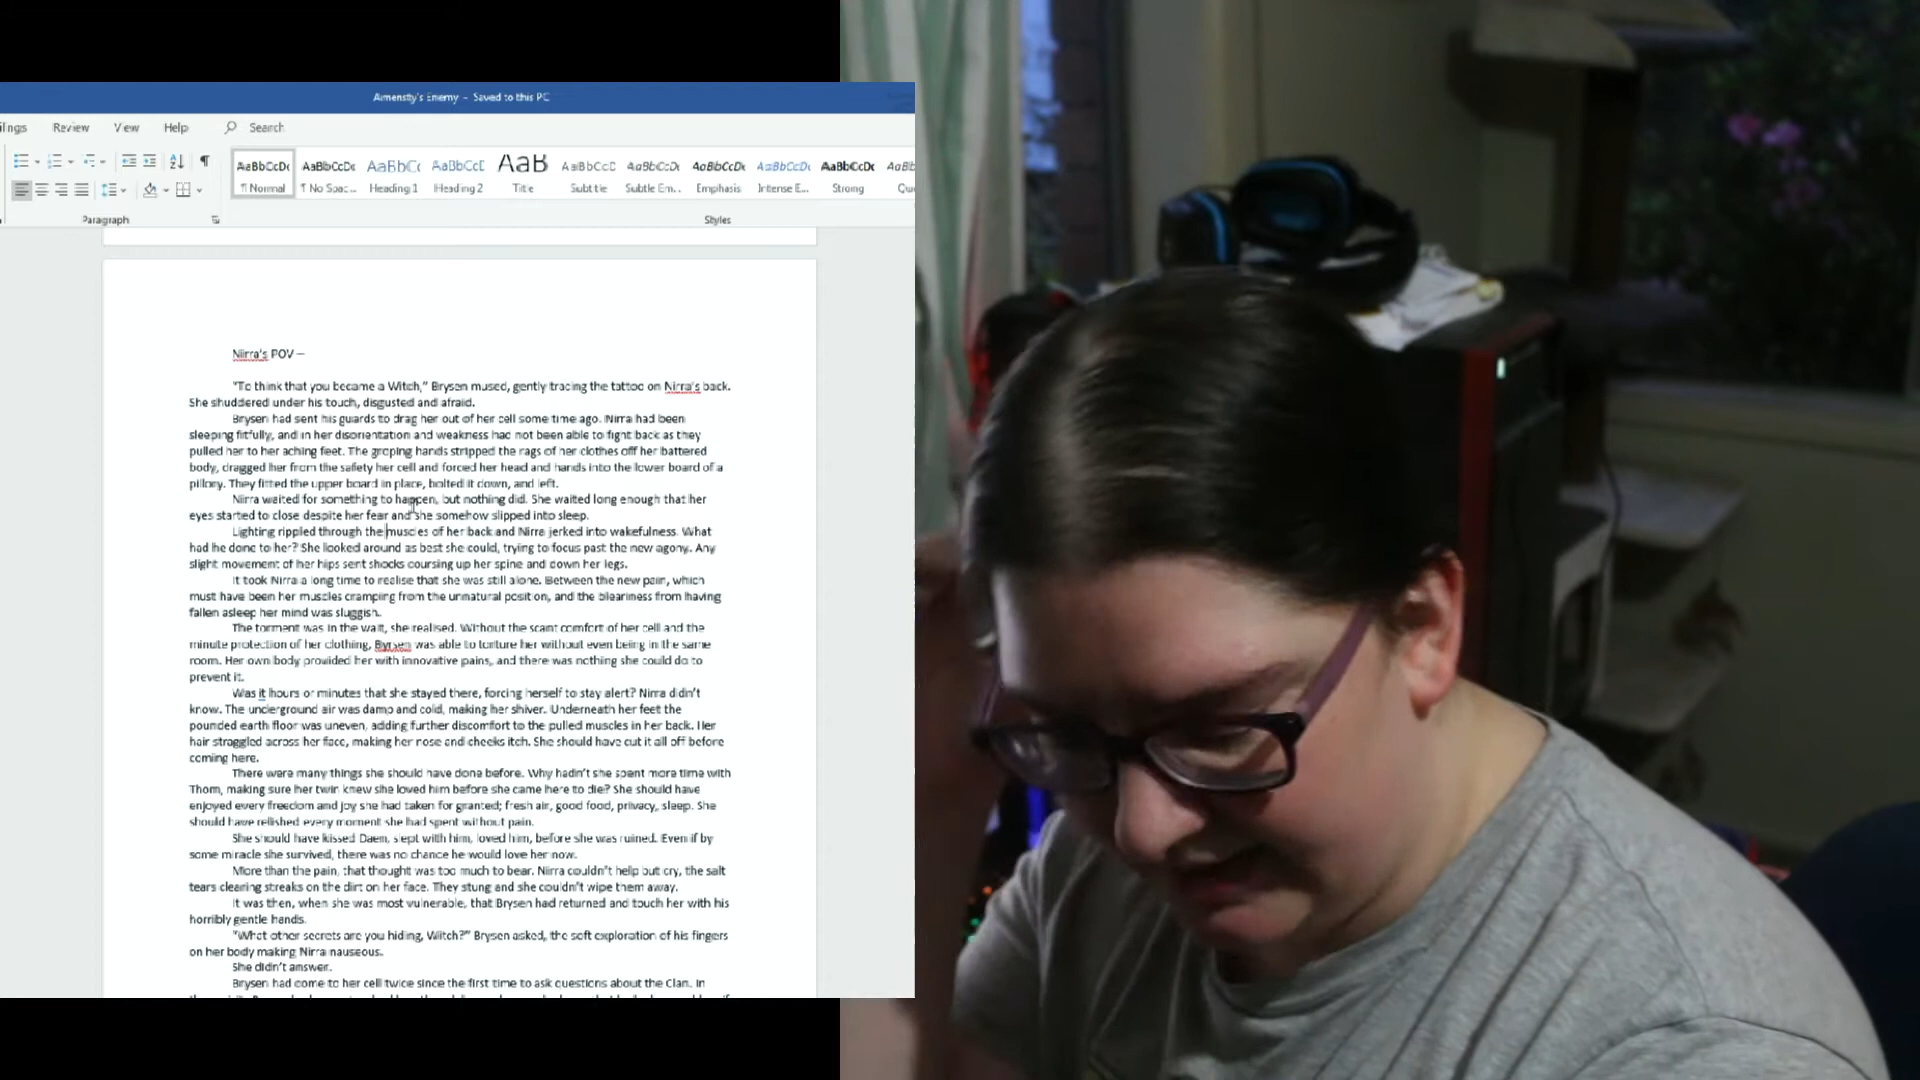 Aimenstty's Enemy - Saved to this PC
ilings Review View Help Search
AaBbCcDc AaBbCcDc AaBbC( AaBbCcE AaB AaBbCcC AaBbCcDc AaBbCcDc AaBbCcDc AaBbCcDc
¶ Normal ¶ No Spac... Heading 1 Heading 2 Title Subtitle Subtle Em... Emphasis Intense E... Strong Quo
Paragraph Styles
Nirra's POV –
"To think that you became a Witch," Brysen mused, gently tracing the tattoo on Nirra's back.
She shuddered under his touch, disgusted and afraid.
Brysen had sent his guards to drag her out of her cell some time ago. Nirra had been
sleeping fitfully, and in her disorientation and weakness had not been able to fight back as they
pulled her to her aching feet. The groping hands stripped the rags of her clothes off her battered
body, dragged her from the safety her cell and forced her head and hands into the lower board of a
pillory. They fitted the upper board in place, bolted it down, and left.
Nirra waited for something to happen, but nothing did. She waited long enough that her
eyes started to close despite her fear and she somehow slipped into sleep.
Lighting rippled through the muscles of her back and Nirra jerked into wakefulness. What
had he done to her? She looked around as best she could, trying to focus past the new agony. Any
slight movement of her hips sent shocks coursing up her spine and down her legs.
It took Nirra a long time to realise that she was still alone. Between the new pain, which
must have been her muscles cramping from the unnatural position, and the bleariness from having
fallen asleep her mind was sluggish.
The torment was in the wait, she realised. Without the scant comfort of her cell and the
minute protection of her clothing, Byrsen was able to torture her without even being in the same
room. Her own body provided her with innovative pains, and there was nothing she could do to
prevent it.
Was it hours or minutes that she stayed there, forcing herself to stay alert? Nirra didn't
know. The underground air was damp and cold, making her shiver. Underneath her feet the
pounded earth floor was uneven, adding further discomfort to the pulled muscles in her back. Her
hair straggled across her face, making her nose and cheeks itch. She should have cut it all off before
coming here.
There were many things she should have done before. Why hadn't she spent more time with
Thom, making sure her twin knew she loved him before she came here to die? She should have
enjoyed every freedom and joy she had taken for granted; fresh air, good food, privacy, sleep. She
should have relished every moment she had spent without pain.
She should have kissed Daem, slept with him, loved him, before she was ruined. Even if by
some miracle she survived, there was no chance he would love her now.
More than the pain, that thought was too much to bear. Nirra couldn't help but cry, the salt
tears clearing streaks on the dirt on her face. They stung and she couldn't wipe them away.
It was then, when she was most vulnerable, that Brysen had returned and touch her with his
horribly gentle hands.
"What other secrets are you hiding, Witch?" Brysen asked, the soft exploration of his fingers
on her body making Nirra nauseous.
She didn't answer.
Brysen had come to her cell twice since the first time to ask questions about the Clan. In